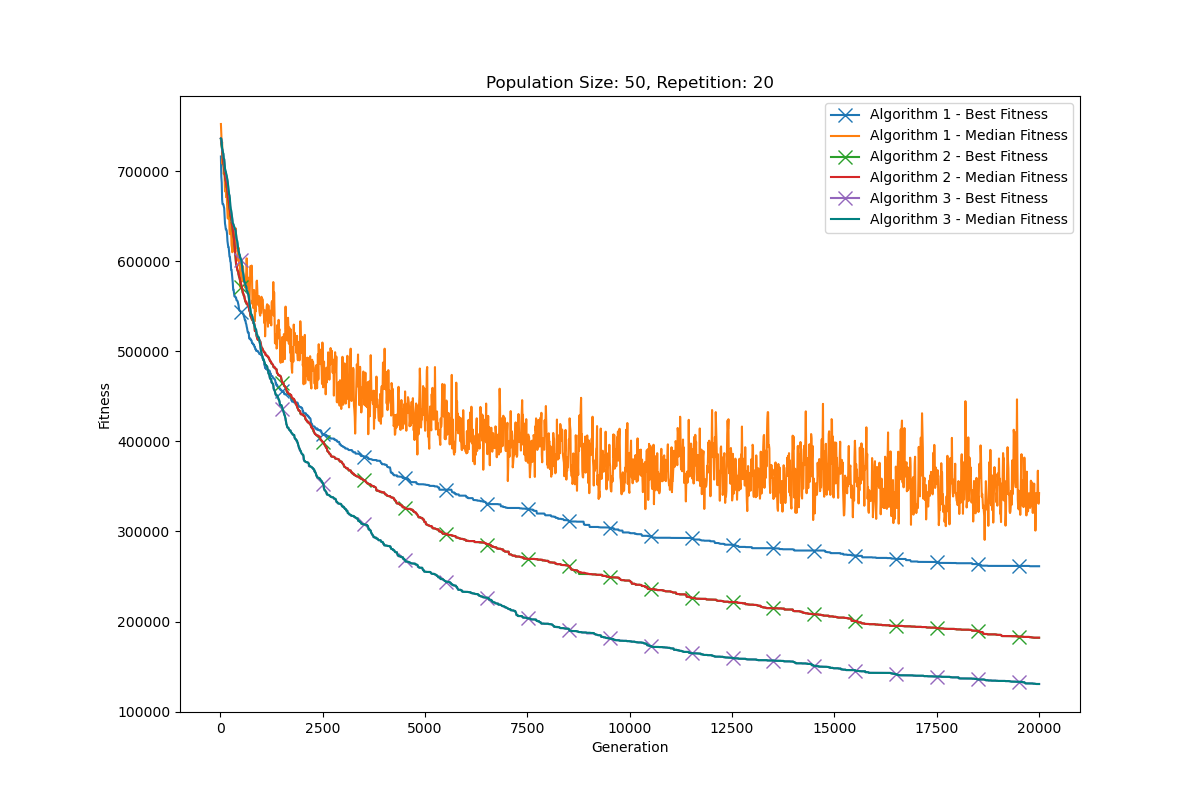 Population Size: 50, Repetition: 20
Algorithm 1 - Best Fitness
Algorithm 1 - Median Fitness
Algorithm 2 - Best Fitness
Algorithm 2 - Median Fitness
Algorithm 3 - Best Fitness
Algorithm 3 - Median Fitness
700000
600000
500000
400000
300000
200000
100000
Fitness
0
2500
5000
7500
10000
12500
15000
17500
20000
Generation